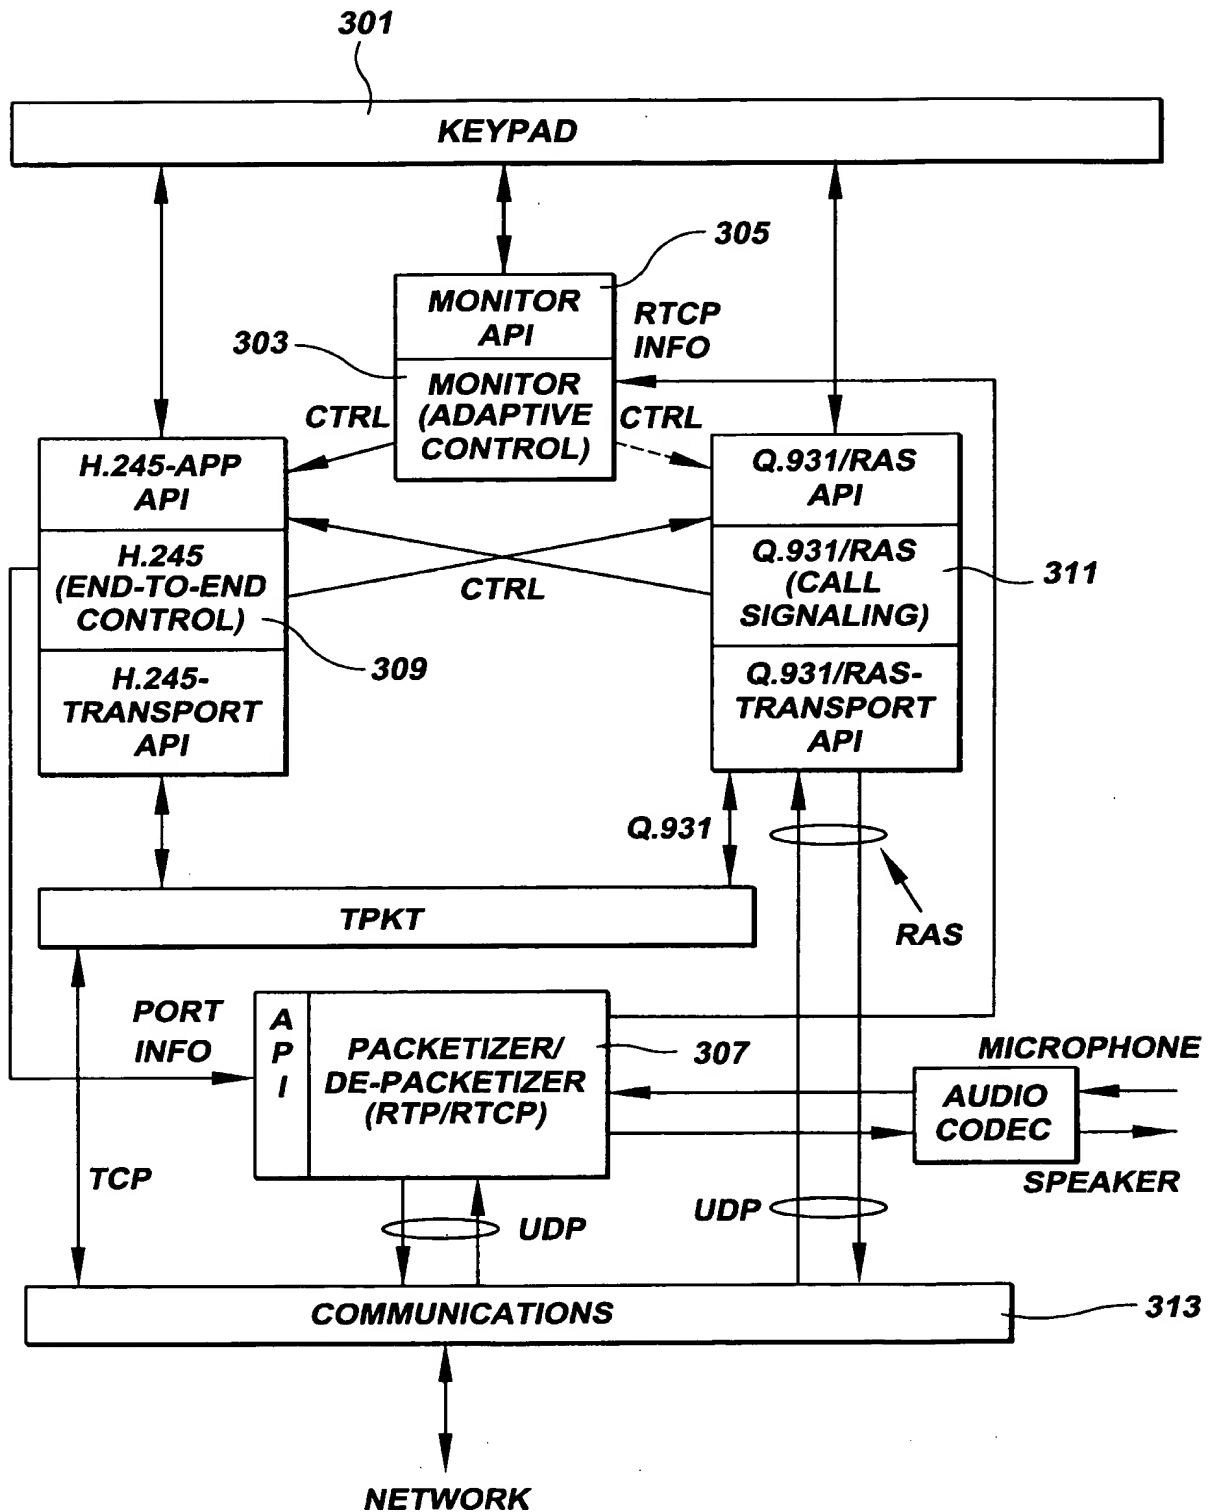 301
KEYPAD
305
MONITOR
API
RTCP
INFO
303
MONITOR
(ADAPTIVE
CONTROL)
CTRL
CTRL
H.245-APP
API
Q.931/RAS
API
H.245
(END-TO-END
CONTROL)
CTRL
Q.931/RAS
(CALL
SIGNALING)
311
309
H.245-
TRANSPORT
API
Q.931/RAS-
TRANSPORT
API
Q.931
TPKT
RAS
PORT
INFO
A
P
I
PACKETIZER/
DE-PACKETIZER
(RTP/RTCP)
307
MICROPHONE
AUDIO
CODEC
SPEAKER
TCP
UDP
UDP
COMMUNICATIONS
313
NETWORK